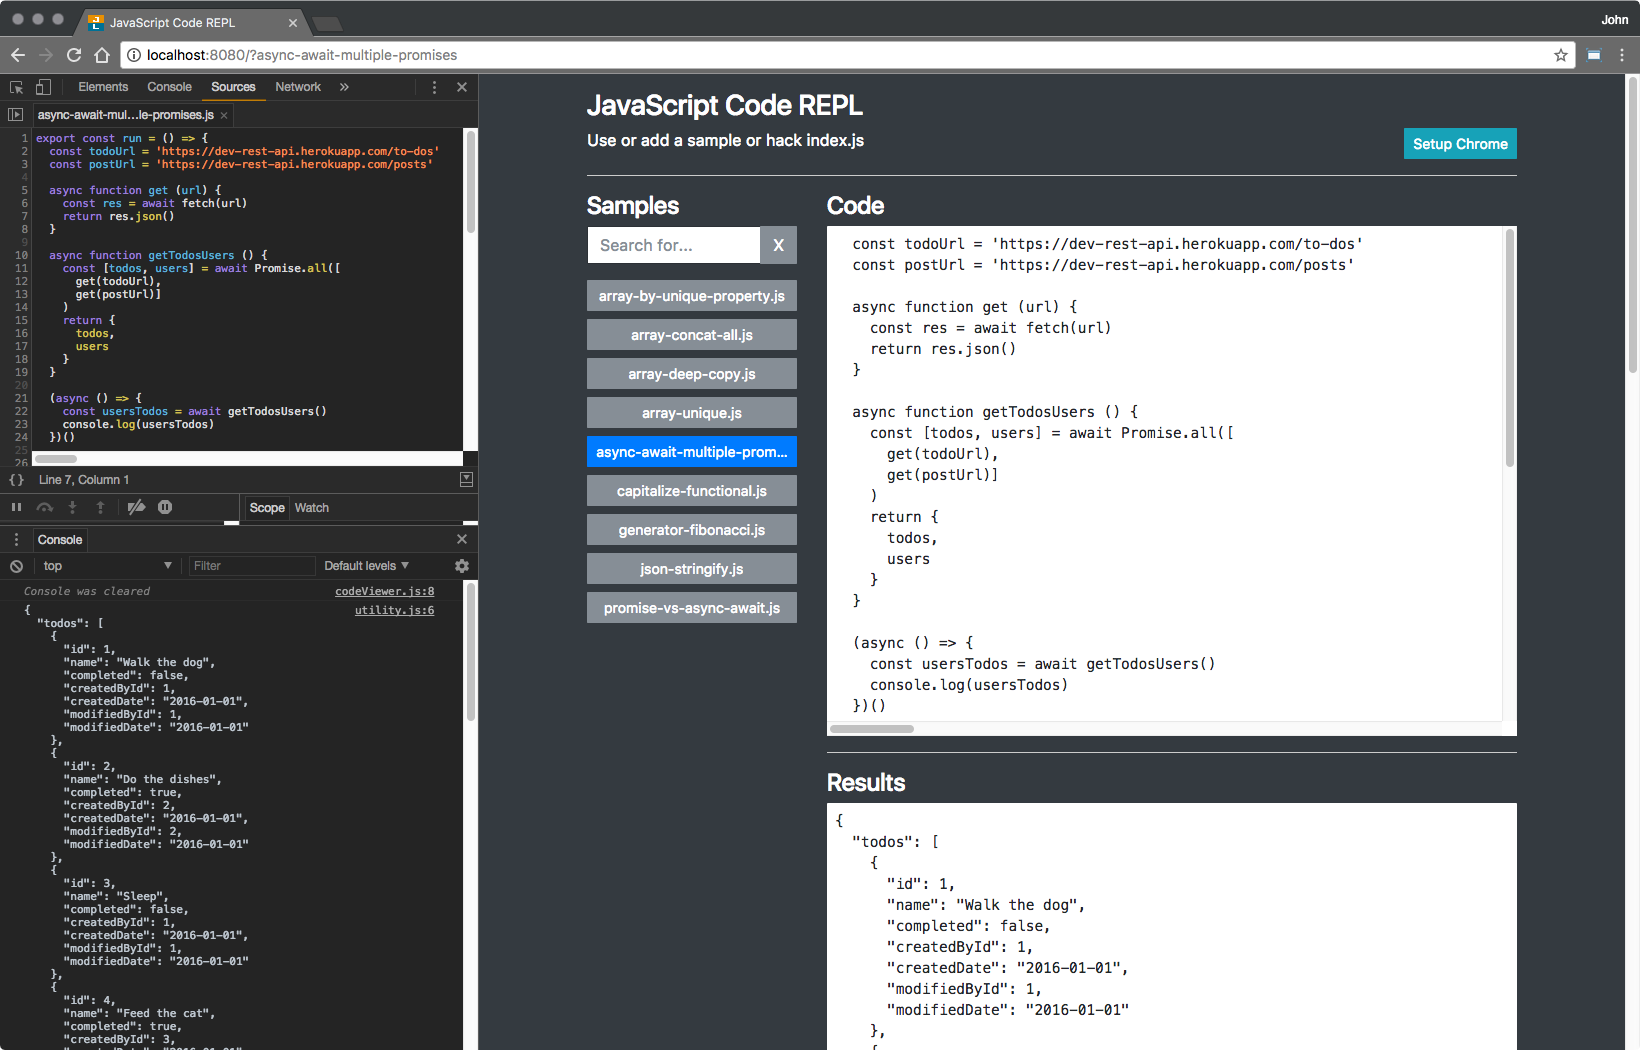 JavaScript Code REPL
John
localhost:8080/?async-await-multiple-promises
Elements Console Sources Network »
async-await-mul...le-promises.js ×
1 export const run = () => {
2   const todoUrl = 'https://dev-rest-api.herokuapp.com/to-dos'
3   const postUrl = 'https://dev-rest-api.herokuapp.com/posts'
4
5   async function get (url) {
6     const res = await fetch(url)
7     return res.json()
8   }
9
10   async function getTodosUsers () {
11     const [todos, users] = await Promise.all([
12       get(todoUrl),
13       get(postUrl)]
14     )
15     return {
16       todos,
17       users
18     }
19   }
20
21   (async () => {
22     const usersTodos = await getTodosUsers()
23     console.log(usersTodos)
24   })()
25
26
{} Line 7, Column 1
Scope Watch
Console
top Filter Default levels
Console was cleared codeViewer.js:8
{ utility.js:6
  "todos": [
    {
      "id": 1,
      "name": "Walk the dog",
      "completed": false,
      "createdById": 1,
      "createdDate": "2016-01-01",
      "modifiedById": 1,
      "modifiedDate": "2016-01-01"
    },
    {
      "id": 2,
      "name": "Do the dishes",
      "completed": true,
      "createdById": 2,
      "createdDate": "2016-01-01",
      "modifiedById": 2,
      "modifiedDate": "2016-01-01"
    },
    {
      "id": 3,
      "name": "Sleep",
      "completed": false,
      "createdById": 1,
      "createdDate": "2016-01-01",
      "modifiedById": 1,
      "modifiedDate": "2016-01-01"
    },
    {
      "id": 4,
      "name": "Feed the cat",
      "completed": true,
      "createdById": 3,
JavaScript Code REPL
Use or add a sample or hack index.js
Setup Chrome
Samples
Search for... X
array-by-unique-property.js
array-concat-all.js
array-deep-copy.js
array-unique.js
async-await-multiple-prom...
capitalize-functional.js
generator-fibonacci.js
json-stringify.js
promise-vs-async-await.js
Code
  const todoUrl = 'https://dev-rest-api.herokuapp.com/to-dos'
  const postUrl = 'https://dev-rest-api.herokuapp.com/posts'

  async function get (url) {
    const res = await fetch(url)
    return res.json()
  }

  async function getTodosUsers () {
    const [todos, users] = await Promise.all([
      get(todoUrl),
      get(postUrl)]
    )
    return {
      todos,
      users
    }
  }

  (async () => {
    const usersTodos = await getTodosUsers()
    console.log(usersTodos)
  })()
Results
{
  "todos": [
    {
      "id": 1,
      "name": "Walk the dog",
      "completed": false,
      "createdById": 1,
      "createdDate": "2016-01-01",
      "modifiedById": 1,
      "modifiedDate": "2016-01-01"
    },
    {